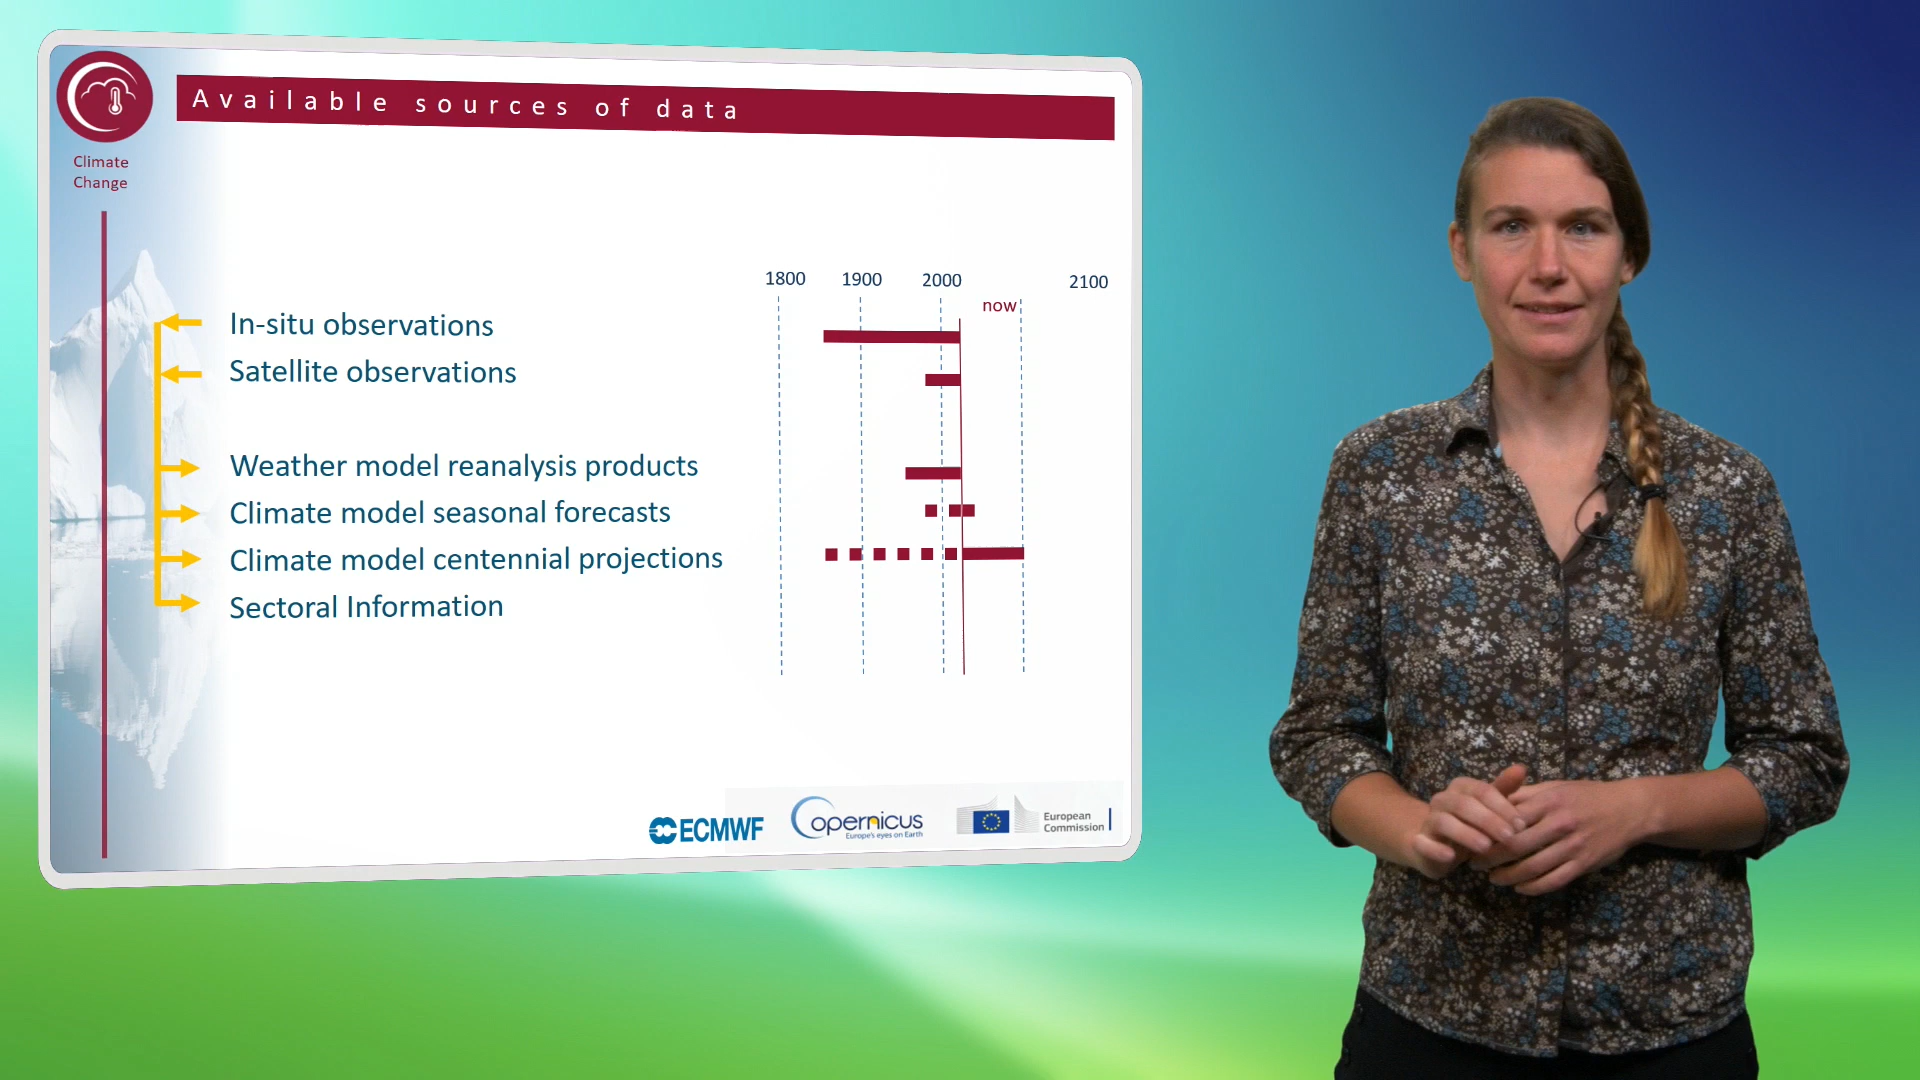 Available sources of data
Climate
Change
1800 1900 2000 2100
now
In-situ observations
Satellite observations
Weather model reanalysis products
Climate model seasonal forecasts
Climate model centennial projections
Sectoral Information
ECMWF
Copernicus
Europe's eyes on Earth
European
Commission